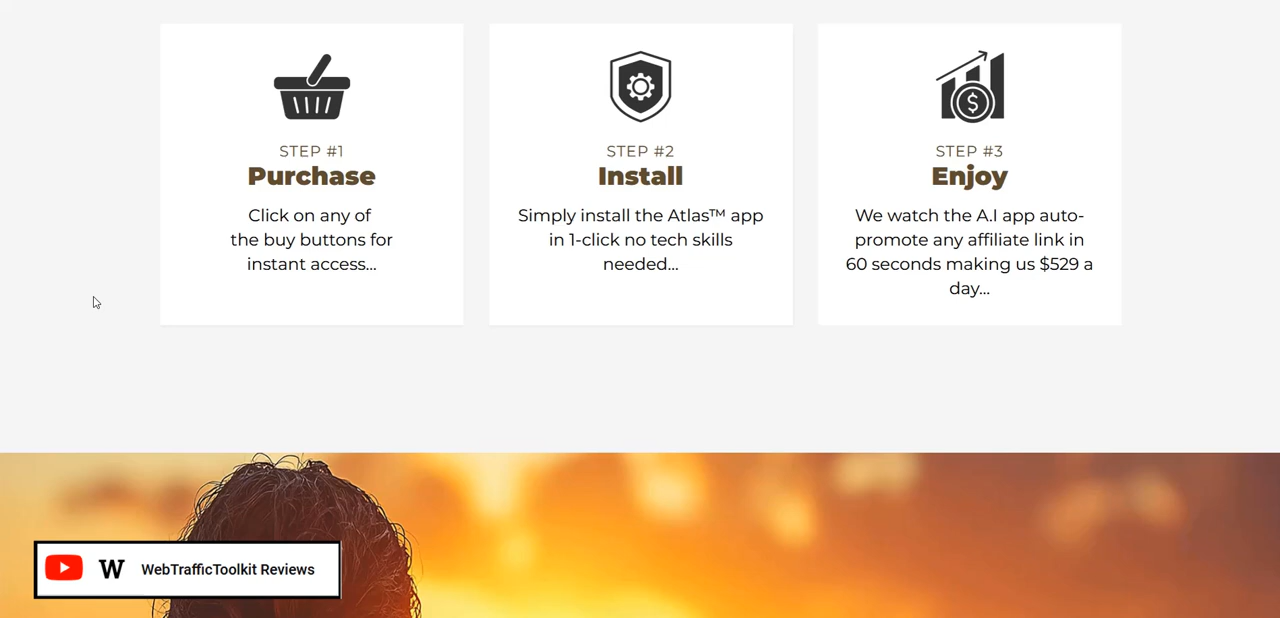 STEP #1
Purchase
Click on any of
the buy buttons for
instant access...
STEP #2
Install
Simply install the Atlas™ app
in 1-click no tech skills
needed...
STEP #3
Enjoy
We watch the A.I app auto-
promote any affiliate link in
60 seconds making us $529 a
day...
W WebTrafficToolkit Reviews